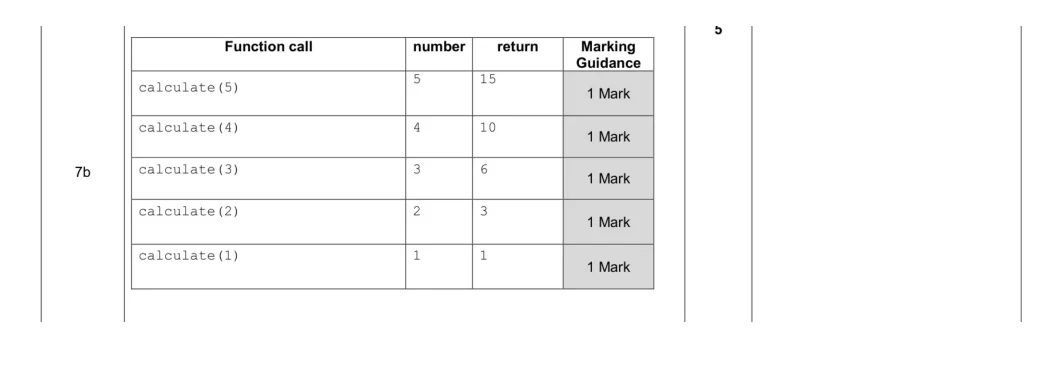 5
Function call number return Marking Guidance
calculate(5) 5 15 1 Mark
calculate(4) 4 10 1 Mark
7b
calculate(3) 3 6 1 Mark
calculate(2) 2 3 1 Mark
calculate(1) 1 1 1 Mark